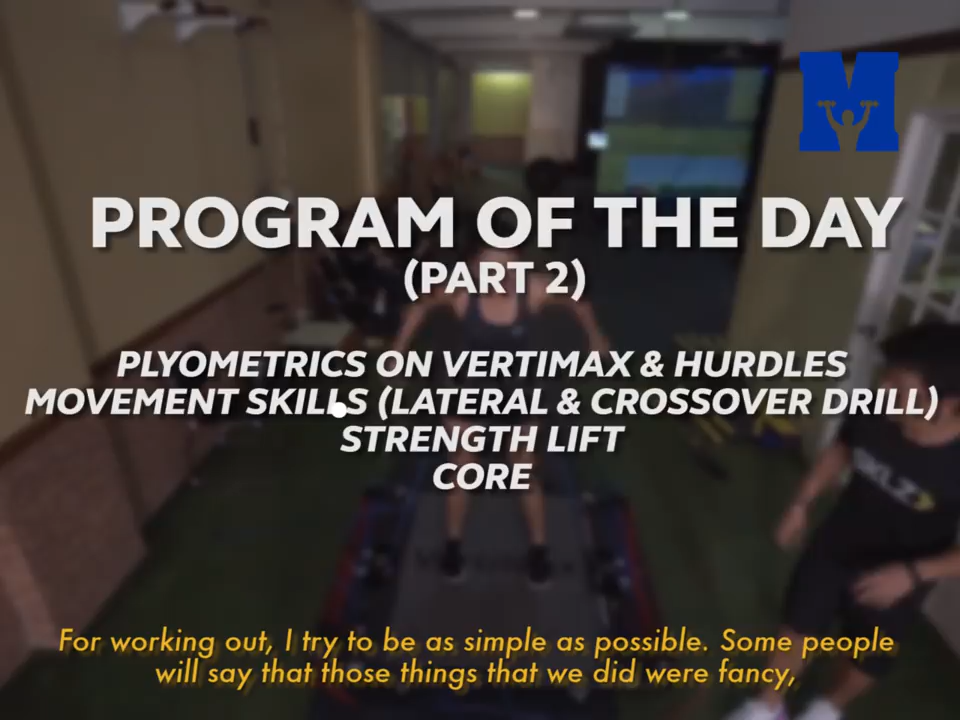 M
PROGRAM OF THE DAY
(PART 2)
PLYOMETRICS ON VERTIMAX & HURDLES
MOVEMENT SKILLS (LATERAL & CROSSOVER DRILL)
STRENGTH LIFT
CORE
SKLZ
For working out, I try to be as simple as possible. Some people
will say that those things that we did were fancy,